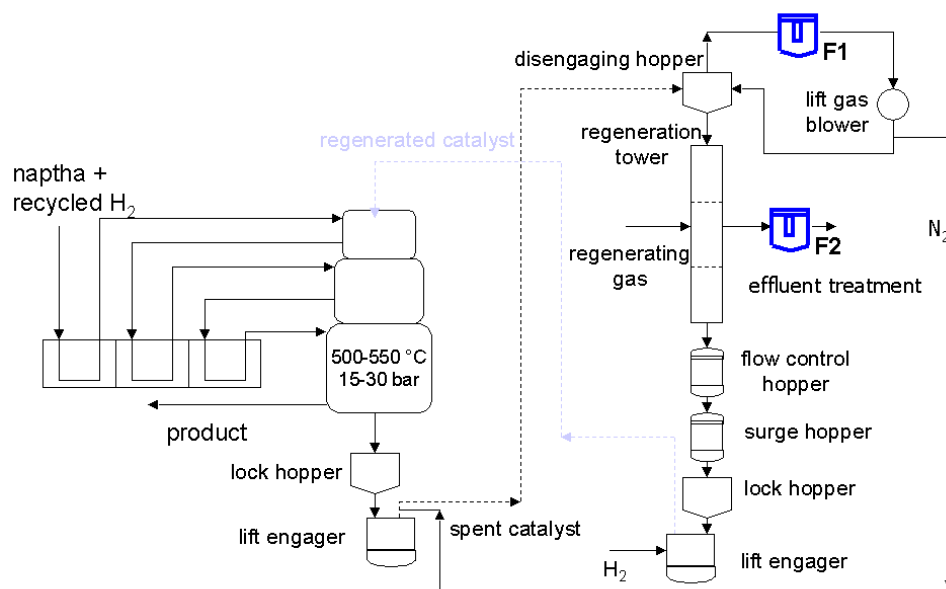 F1
disengaging hopper
lift gas
blower
regeneration
tower
regenerated catalyst
naptha +
recycled H₂
N₂
F2
regenerating
gas
effluent treatment
500-550 °C
15-30 bar
flow control
hopper
product
surge hopper
lock hopper
lock hopper
lift engager
spent catalyst
H₂
lift engager